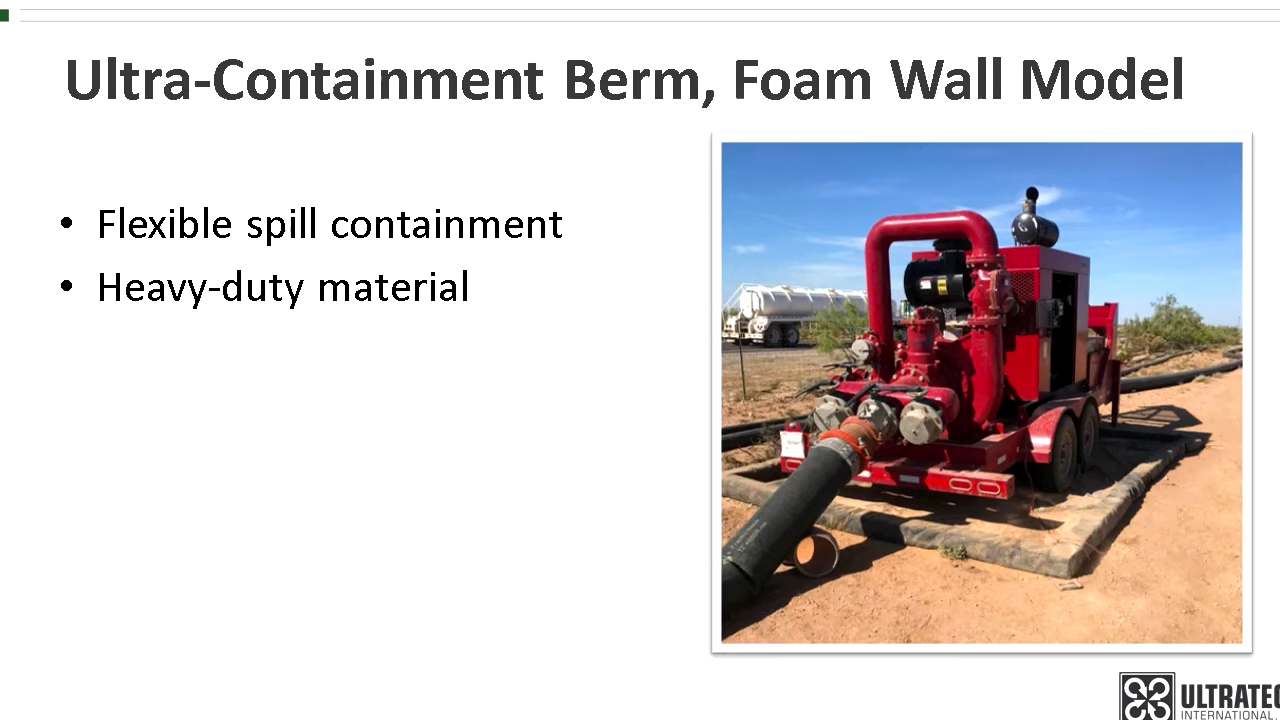 Ultra-Containment Berm, Foam Wall Model
• Flexible spill containment
• Heavy-duty material
ULTRATEC
INTERNATIONAL